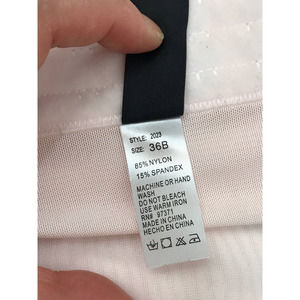 STYLE: 2023
SIZE: 36B
85% NYLON
15% SPANDEX
MACHINE OR HAND
WASH
DO NOT BLEACH
USE WARM IRON
RN# 97371
MADE IN CHINA
HECHO EN CHINA